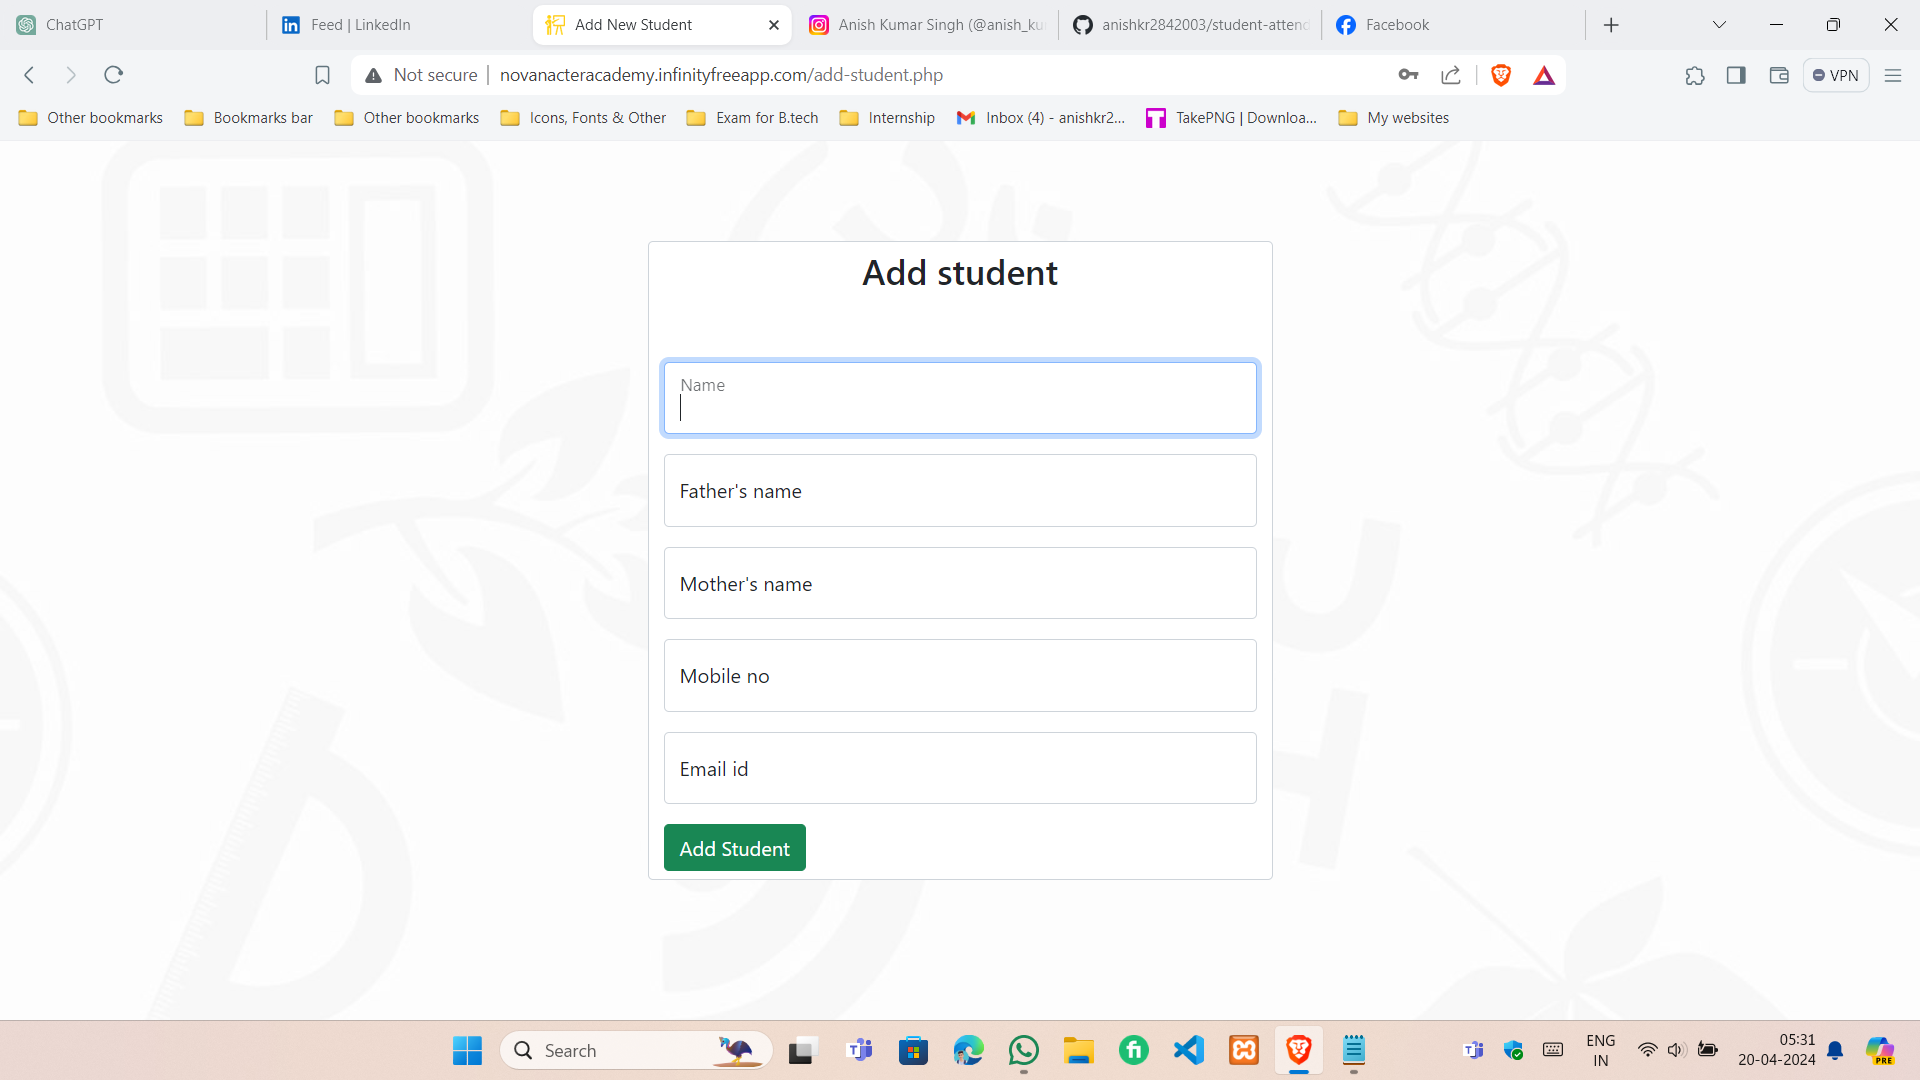 ChatGPT
Feed | LinkedIn
Add New Student
Anish Kumar Singh (@anish_ku
anishkr2842003/student-attend
Facebook
Not secure
novanacteracademy.infinityfreeapp.com/add-student.php
VPN
Other bookmarks
Bookmarks bar
Other bookmarks
Icons, Fonts & Other
Exam for B.tech
Internship
Inbox (4) - anishkr2...
TakePNG | Downloa...
My websites
Add student
Name
Father's name
Mother's name
Mobile no
Email id
Add Student
Search
ENG
IN
05:31
20-04-2024
PRE